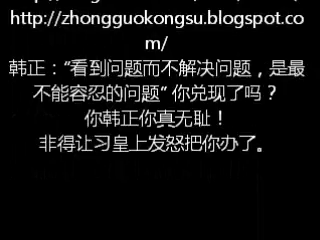 http://zhongguokongsu.blogspot.co
m/
韩正：“看到问题而不解决问题，是最
不能容忍的问题” 你兑现了吗？
你韩正你真无耻！
非得让习皇上发怒把你办了。